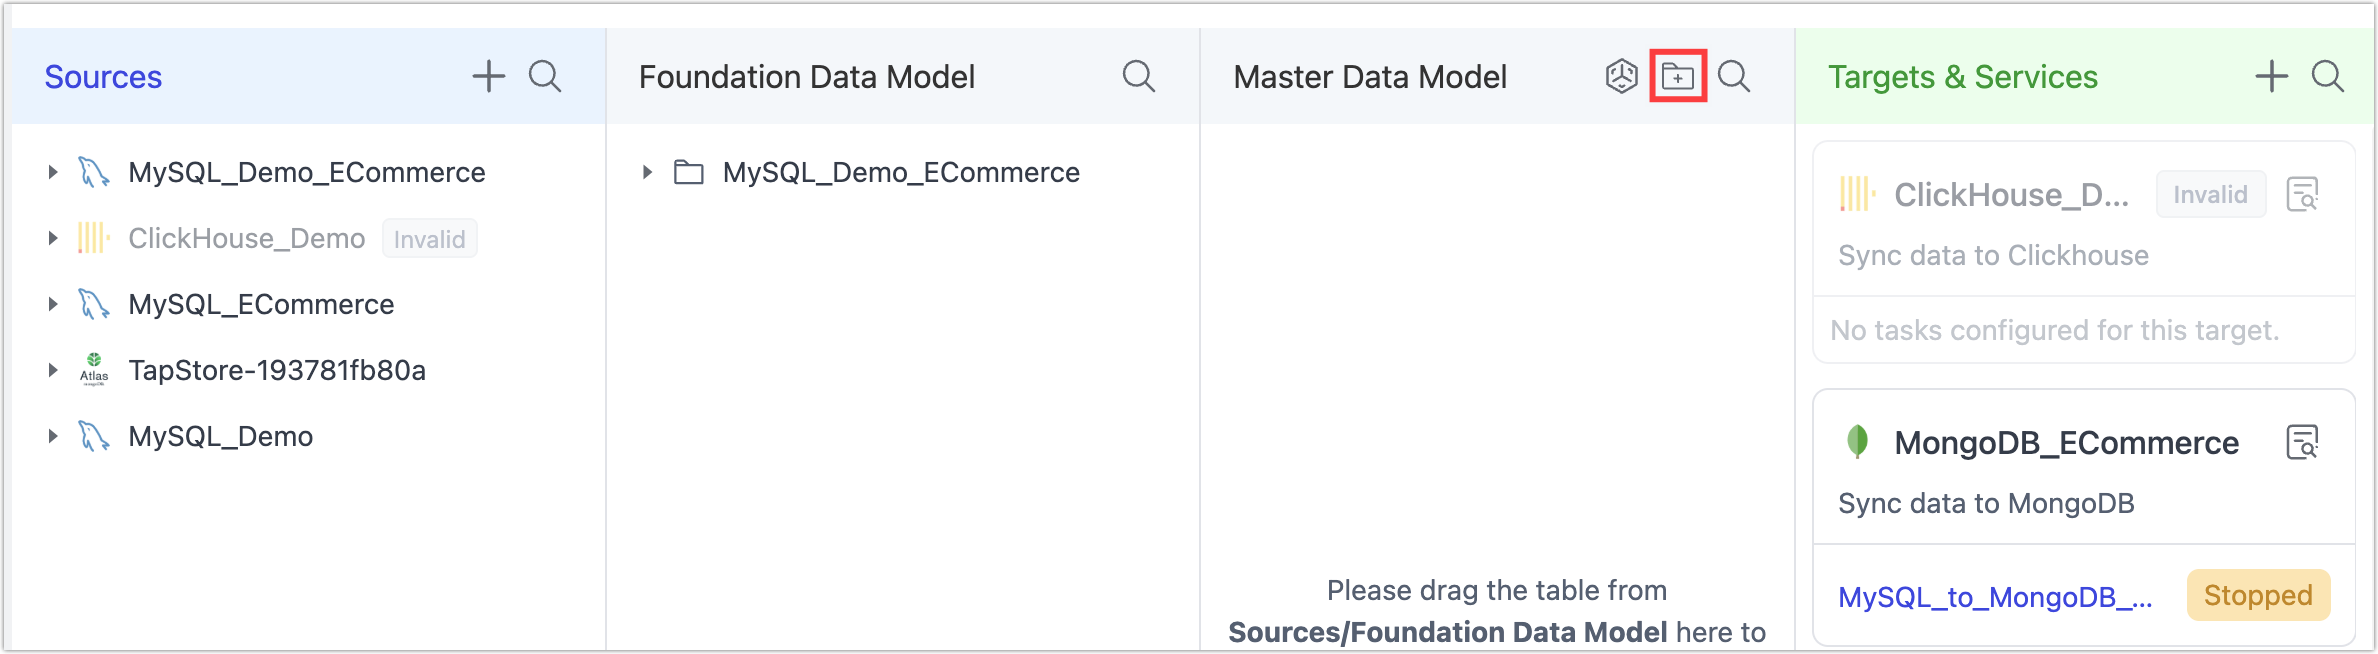 Sources
MySQL_Demo_ECommerce
ClickHouse_Demo Invalid
MySQL_ECommerce
Atlas
TapStore-193781fb80a
MySQL_Demo
Foundation Data Model
MySQL_Demo_ECommerce
Master Data Model
Please drag the table from
Sources/Foundation Data Model here to
Targets & Services
ClickHouse_D... Invalid
Sync data to Clickhouse
No tasks configured for this target.
MongoDB_ECommerce
Sync data to MongoDB
MySQL_to_MongoDB_... Stopped